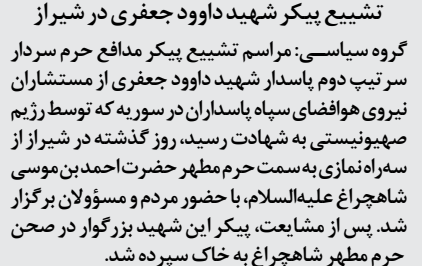 تشییع پیکر شهید داوود جعفری در شیراز
گروه سیاســی: مراسم تشییع پیکر مدافع حرم سردار
سرتیپ دوم پاسدار شهید داوود جعفری از مستشاران
نیروی هوافضای سپاه پاسداران در سوریه که توسط رژیم
صهیونیستی به شهادت رسید، روز گذشته در شیراز از
سه‌راه نمازی به سمت حرم مطهر حضرت احمدبن‌موسی
شاهچراغ علیه‌السلام، با حضور مردم و مسؤولان برگزار
شد. پس از مشایعت، پیکر این شهید بزرگوار در صحن
حرم مطهر شاهچراغ به خاک سپرده شد.